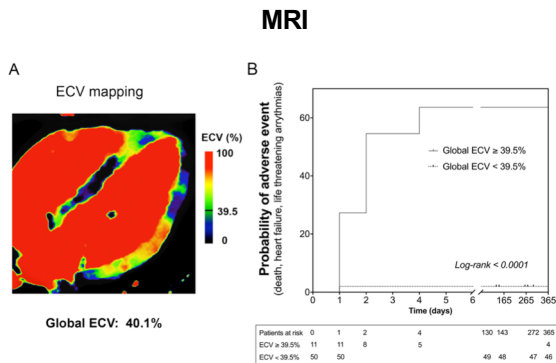 MRI
A
ECV mapping
ECV (%)
100
39.5
0
Global ECV: 40.1%
B
Probability of adverse event
(death, heart failure, life threatening arrythmias)
60
40
20
0
Global ECV ≥ 39.5%
Global ECV < 39.5%
Log-rank < 0.0001
0 1 2 3 4 5 6 165 265 365
Time (days)
Patients at risk 0 1 2 4 130 143 272 365
ECV ≥ 39.5% 11 11 8 5 4
ECV < 39.5% 50 50 49 48 47 46